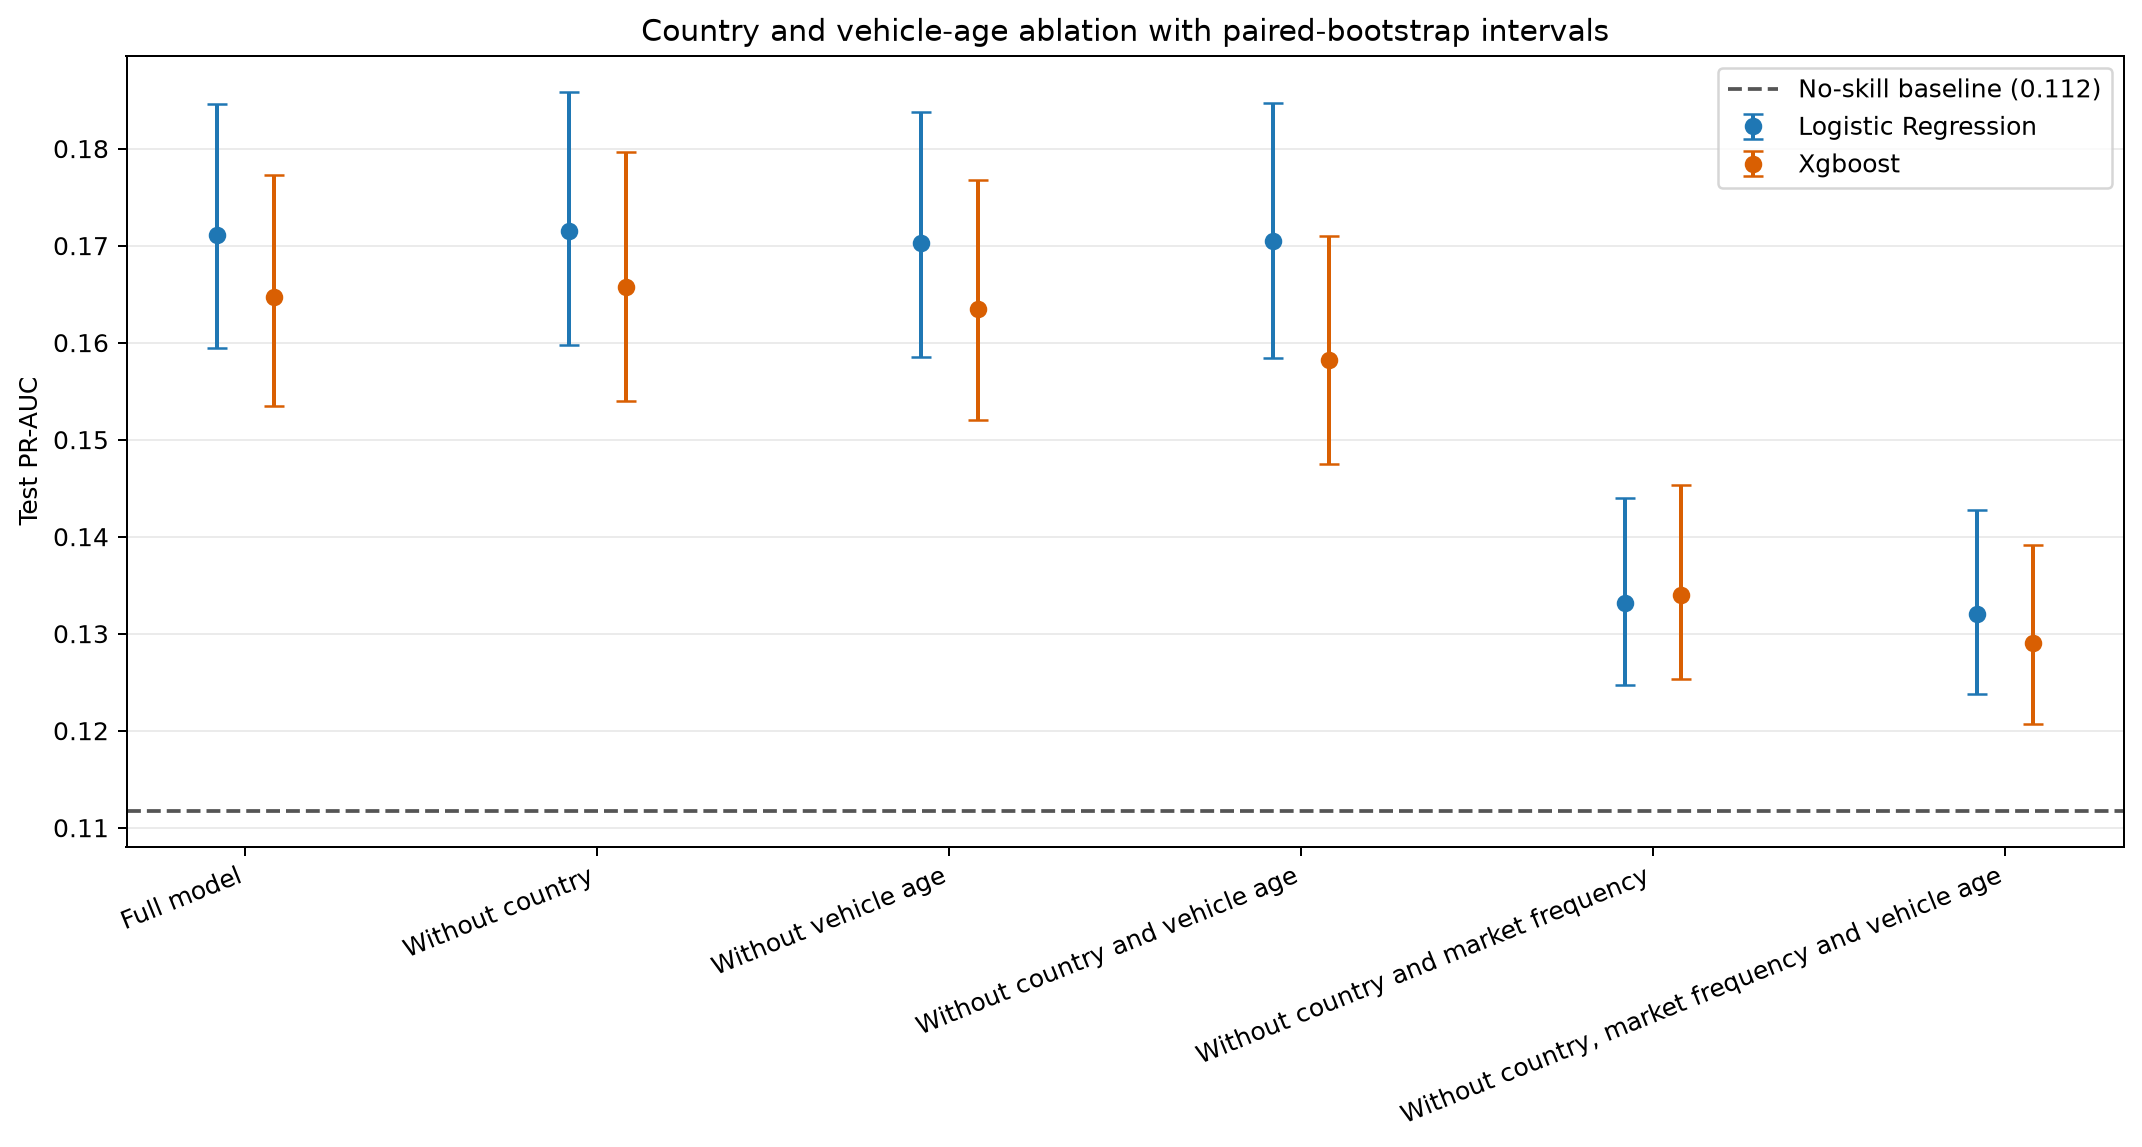 Country and vehicle-age ablation with paired-bootstrap intervals
No-skill baseline (0.112)
Logistic Regression
Xgboost
Test PR-AUC
0.18
0.17
0.16
0.15
0.14
0.13
0.12
0.11
Full model
Without country
Without vehicle age
Without country and vehicle age
Without country and market frequency
Without country, market frequency and vehicle age